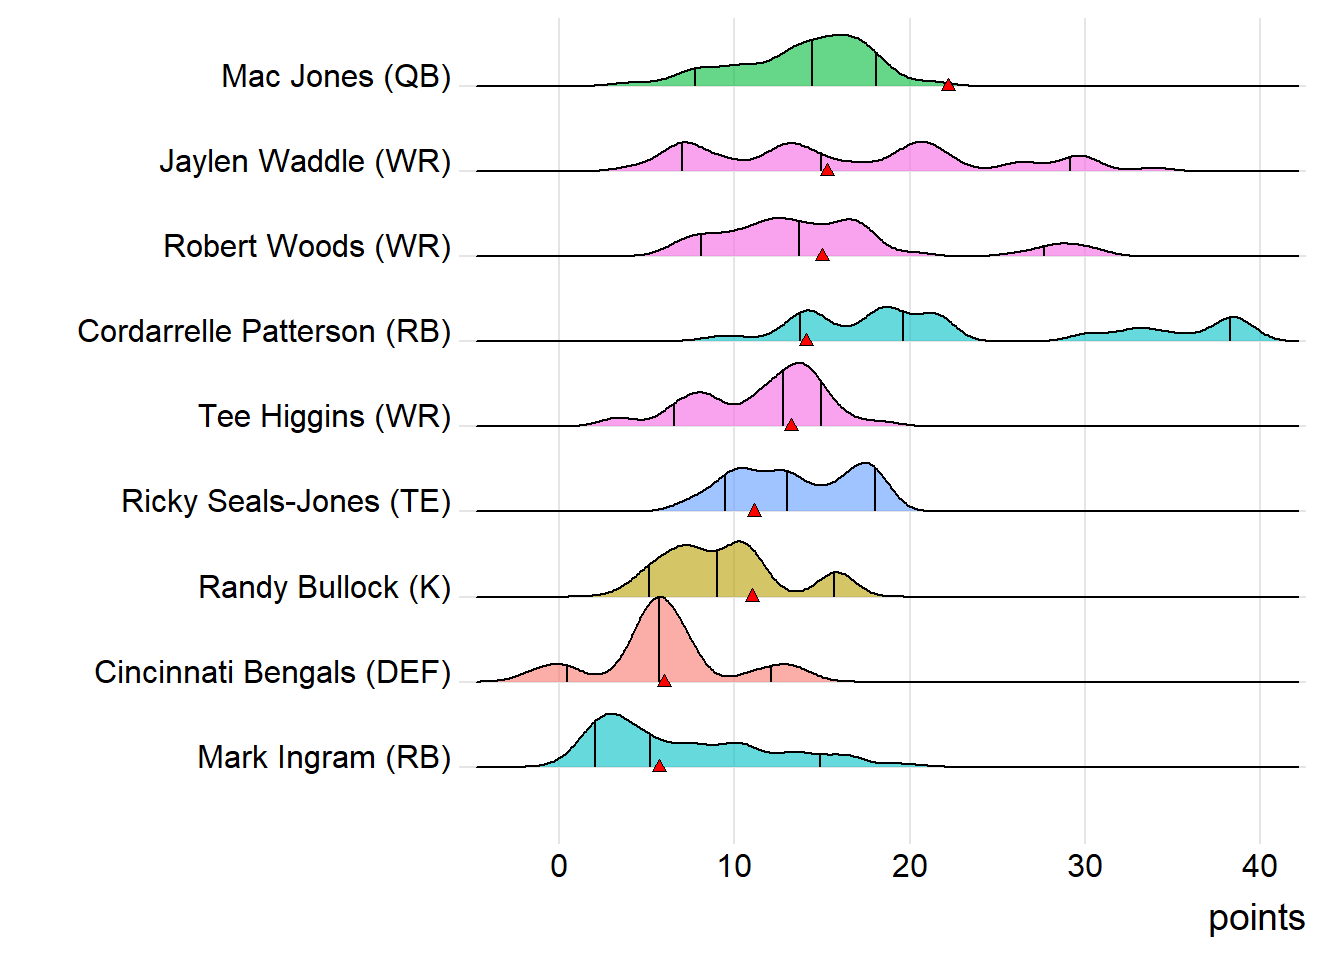 Mac Jones (QB)
Jaylen Waddle (WR)
Robert Woods (WR)
Cordarrelle Patterson (RB)
Tee Higgins (WR)
Ricky Seals-Jones (TE)
Randy Bullock (K)
Cincinnati Bengals (DEF)
Mark Ingram (RB)
0 10 20 30 40
points